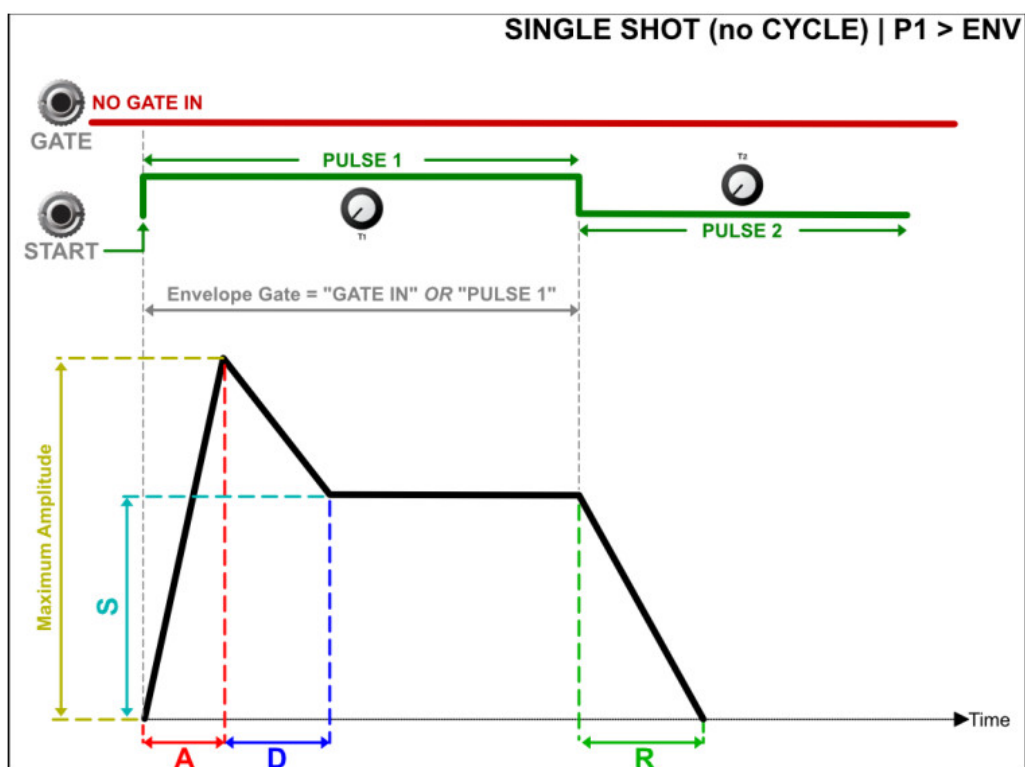 SINGLE SHOT (no CYCLE) | P1 > ENV
NO GATE IN
GATE
PULSE 1
T2
T1
START
PULSE 2
Envelope Gate = "GATE IN" OR "PULSE 1"
Maximum Amplitude
S
Time
A
D
R